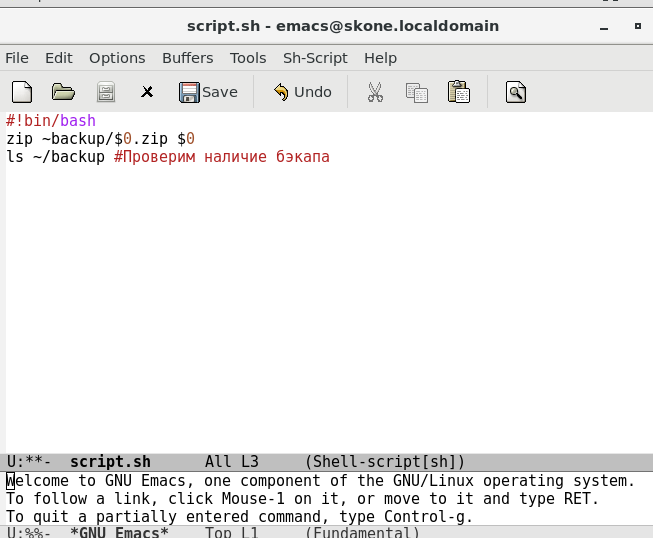 script.sh - emacs@skone.localdomain
File Edit Options Buffers Tools Sh-Script Help
Save Undo
#!bin/bash
zip ~backup/$0.zip $0
ls ~/backup #Проверим наличие бэкапа
U:**- script.sh All L3 (Shell-script[sh])
Welcome to GNU Emacs, one component of the GNU/Linux operating system.
To follow a link, click Mouse-1 on it, or move to it and type RET.
To quit a partially entered command, type Control-g.
U:%%- *GNU Emacs* Top L1 (Fundamental)